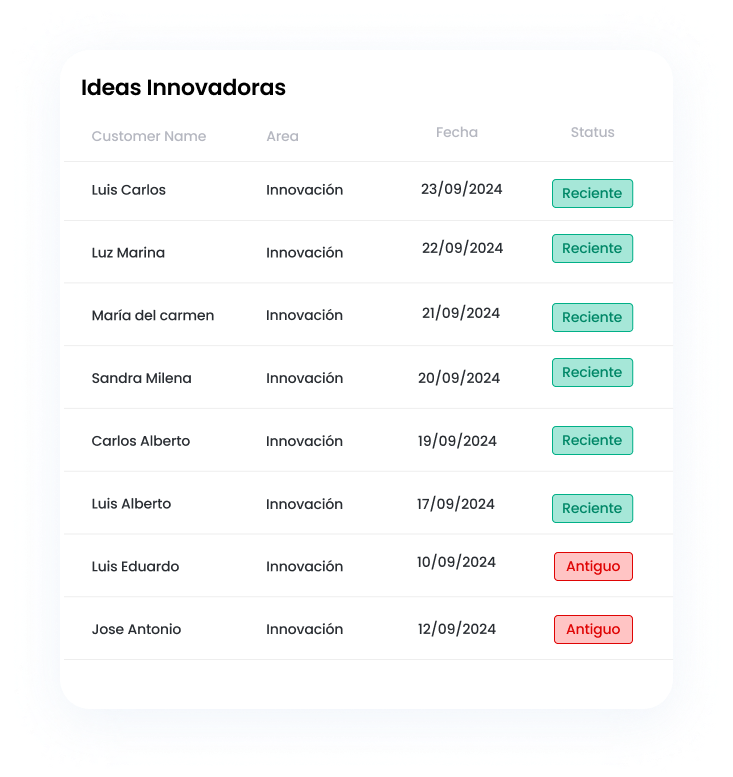 Ideas Innovadoras
Customer Name Area Fecha Status
Luis Carlos Innovación 23/09/2024 Reciente
Luz Marina Innovación 22/09/2024 Reciente
María del carmen Innovación 21/09/2024 Reciente
Sandra Milena Innovación 20/09/2024 Reciente
Carlos Alberto Innovación 19/09/2024 Reciente
Luis Alberto Innovación 17/09/2024 Reciente
Luis Eduardo Innovación 10/09/2024 Antiguo
Jose Antonio Innovación 12/09/2024 Antiguo